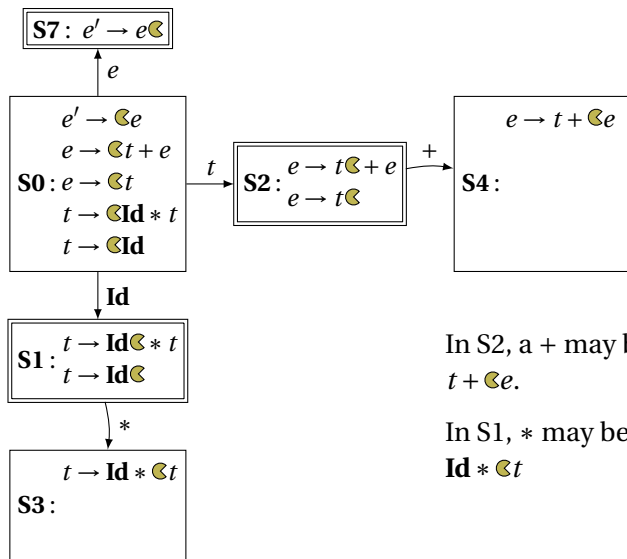 S7 : e′ → e
e
e′ → e
e → t + e
S0 : e → t
t → Id ∗ t
t → Id
t
e → t + e
S2 :
e → t
+
e → t + e
S4 :
Id
t → Id ∗ t
S1 :
t → Id
∗
t → Id ∗ t
S3 :
In S2, a + may b
t + e.
In S1, ∗ may be
Id ∗ t